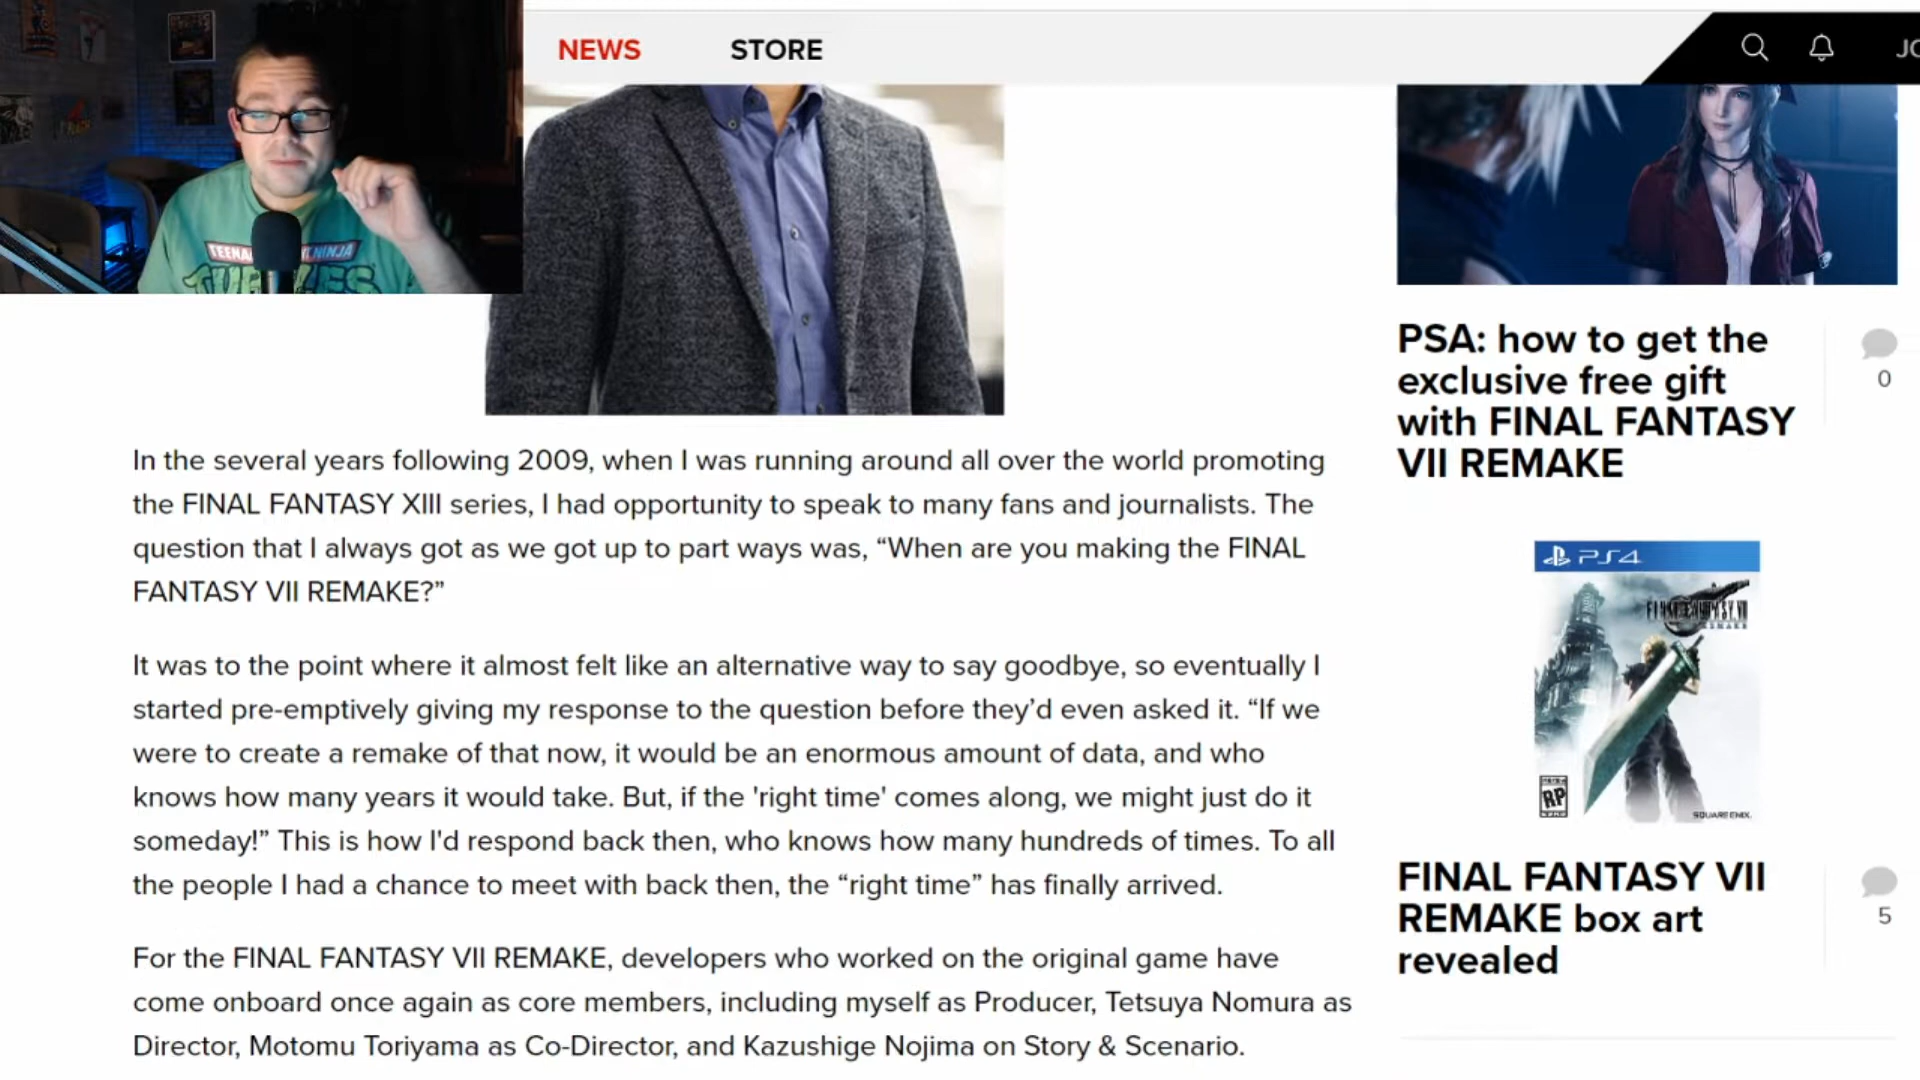 NEWS
STORE
JO
TEENA
NINJA
In the several years following 2009, when I was running around all over the world promoting
the FINAL FANTASY XIII series, I had opportunity to speak to many fans and journalists. The
question that I always got as we got up to part ways was, “When are you making the FINAL
FANTASY VII REMAKE?”
It was to the point where it almost felt like an alternative way to say goodbye, so eventually I
started pre-emptively giving my response to the question before they’d even asked it. “If we
were to create a remake of that now, it would be an enormous amount of data, and who
knows how many years it would take. But, if the 'right time' comes along, we might just do it
someday!” This is how I'd respond back then, who knows how many hundreds of times. To all
the people I had a chance to meet with back then, the “right time” has finally arrived.
For the FINAL FANTASY VII REMAKE, developers who worked on the original game have
come onboard once again as core members, including myself as Producer, Tetsuya Nomura as
Director, Motomu Toriyama as Co-Director, and Kazushige Nojima on Story & Scenario.
PSA: how to get the
exclusive free gift
with FINAL FANTASY
VII REMAKE
0
PS4
FINAL FANTASY VII
REMAKE
RP
SQUARE ENIX.
FINAL FANTASY VII
REMAKE box art
revealed
5